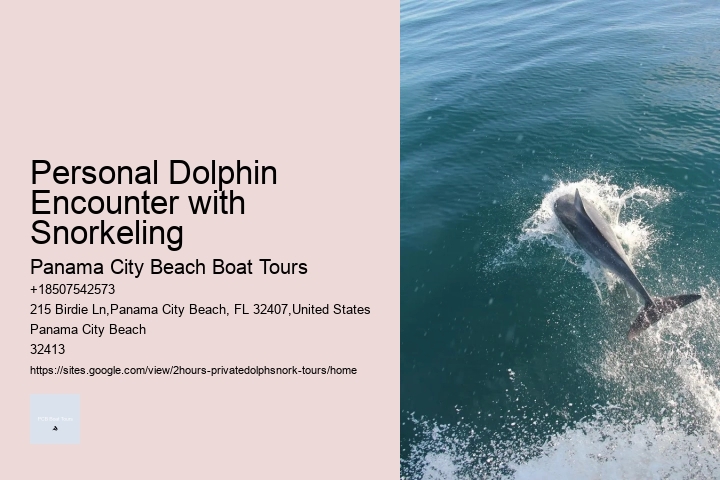 Personal Dolphin
Encounter with
Snorkeling
Panama City Beach Boat Tours
+18507542573
215 Birdie Ln,Panama City Beach, FL 32407,United States
Panama City Beach
32413
https://sites.google.com/view/2hours-privatedolphsnork-tours/home